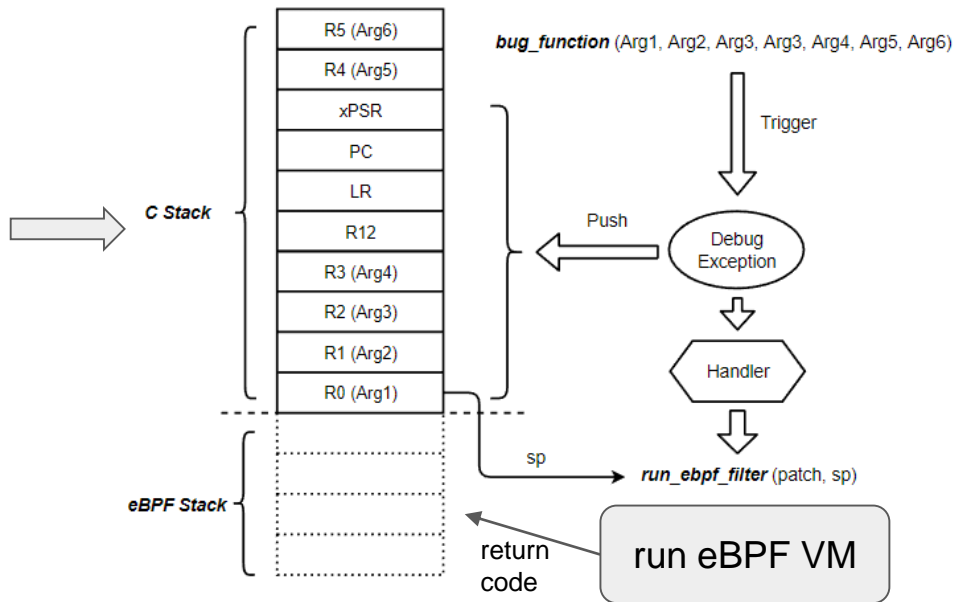 R5 (Arg6)
R4 (Arg5)
xPSR
PC
LR
R12
R3 (Arg4)
R2 (Arg3)
R1 (Arg2)
R0 (Arg1)
C Stack
eBPF Stack
bug_function (Arg1, Arg2, Arg3, Arg3, Arg4, Arg5, Arg6)
Trigger
Push
Debug
Exception
Handler
sp
run_ebpf_filter (patch, sp)
return
code
run eBPF VM